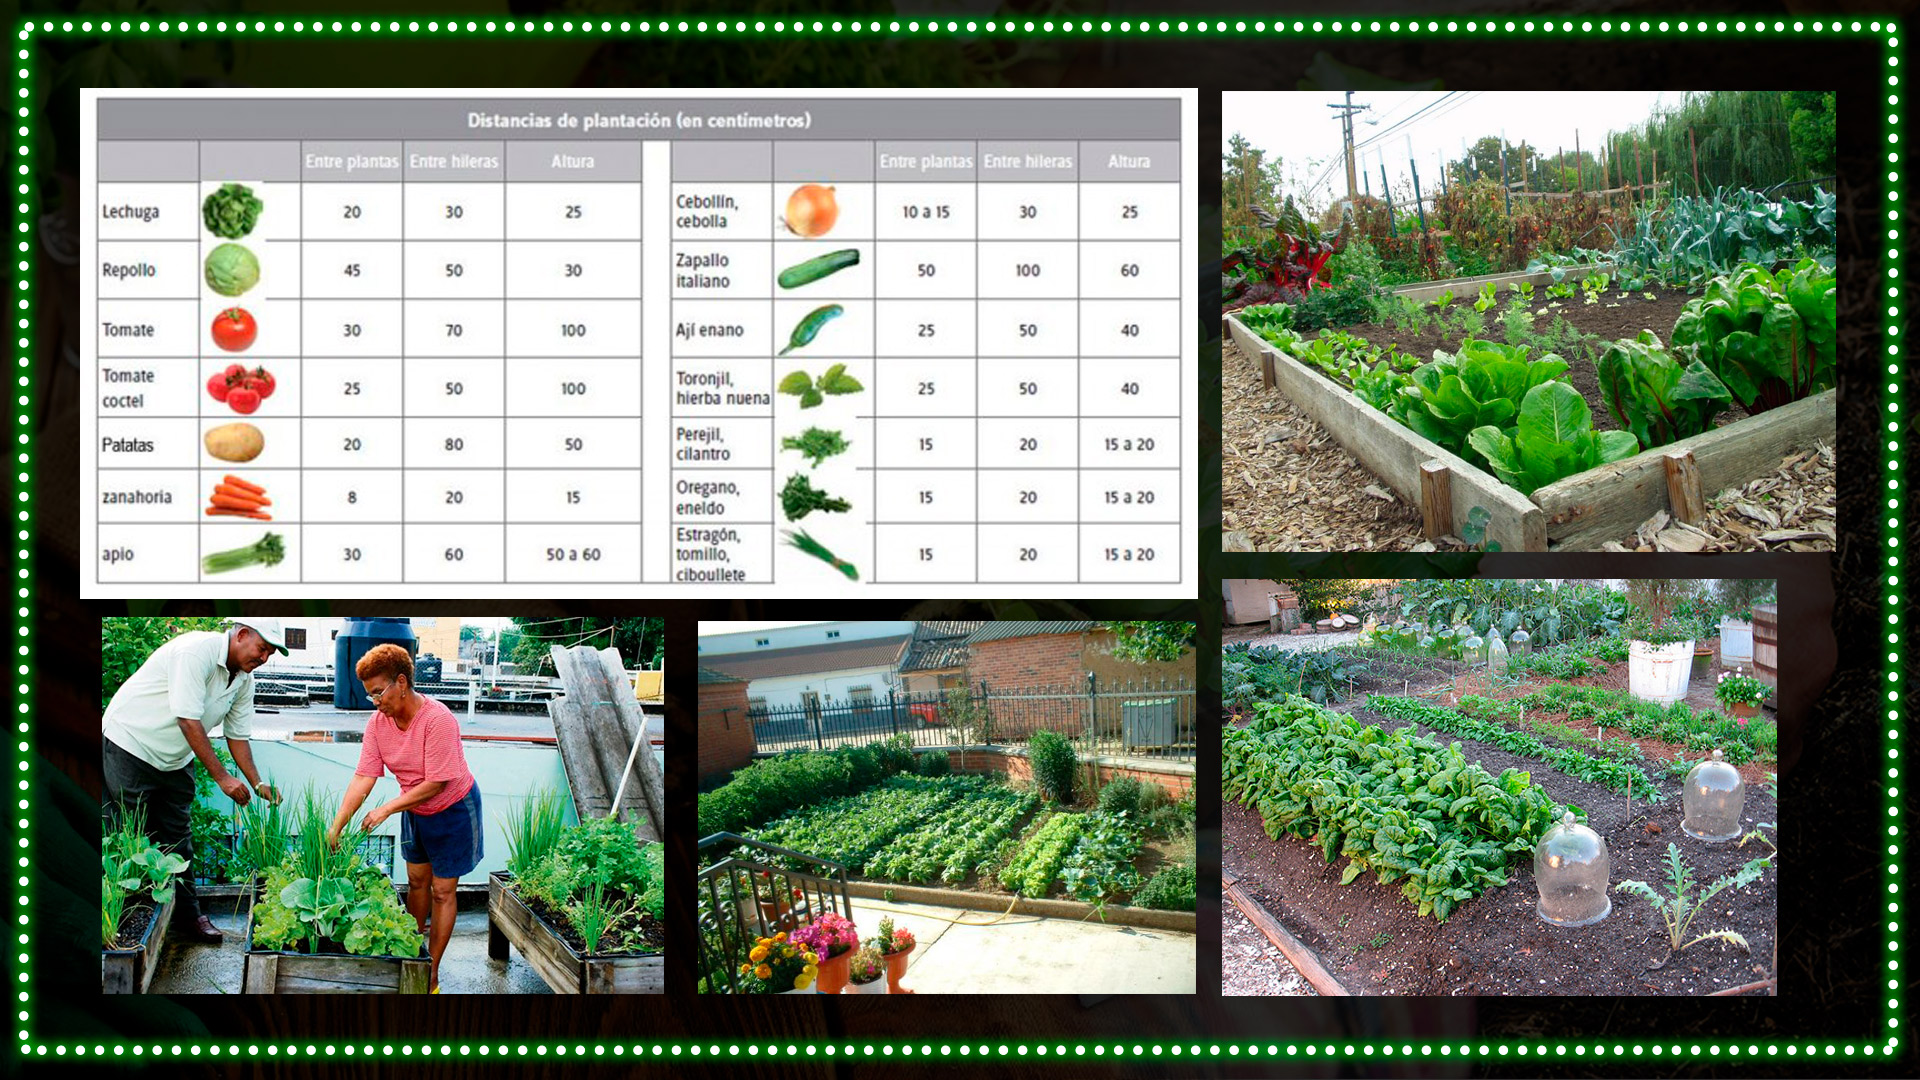 Distancias de plantación (en centímetros)
Entre plantas Entre hileras Altura
Lechuga 20 30 25
Repollo 45 50 30
Tomate 30 70 100
Tomate
coctel 25 50 100
Patatas 20 80 50
zanahoria 8 20 15
apio 30 60 50 a 60
Entre plantas Entre hileras Altura
Cebollín,
cebolla 10 a 15 30 25
Zapallo
italiano 50 100 60
Ají enano 25 50 40
Toronjil,
hierba nuena 25 50 40
Perejil,
cilantro 15 20 15 a 20
Oregano,
eneldo 15 20 15 a 20
Estragón,
tomillo, 15 20 15 a 20
ciboullete